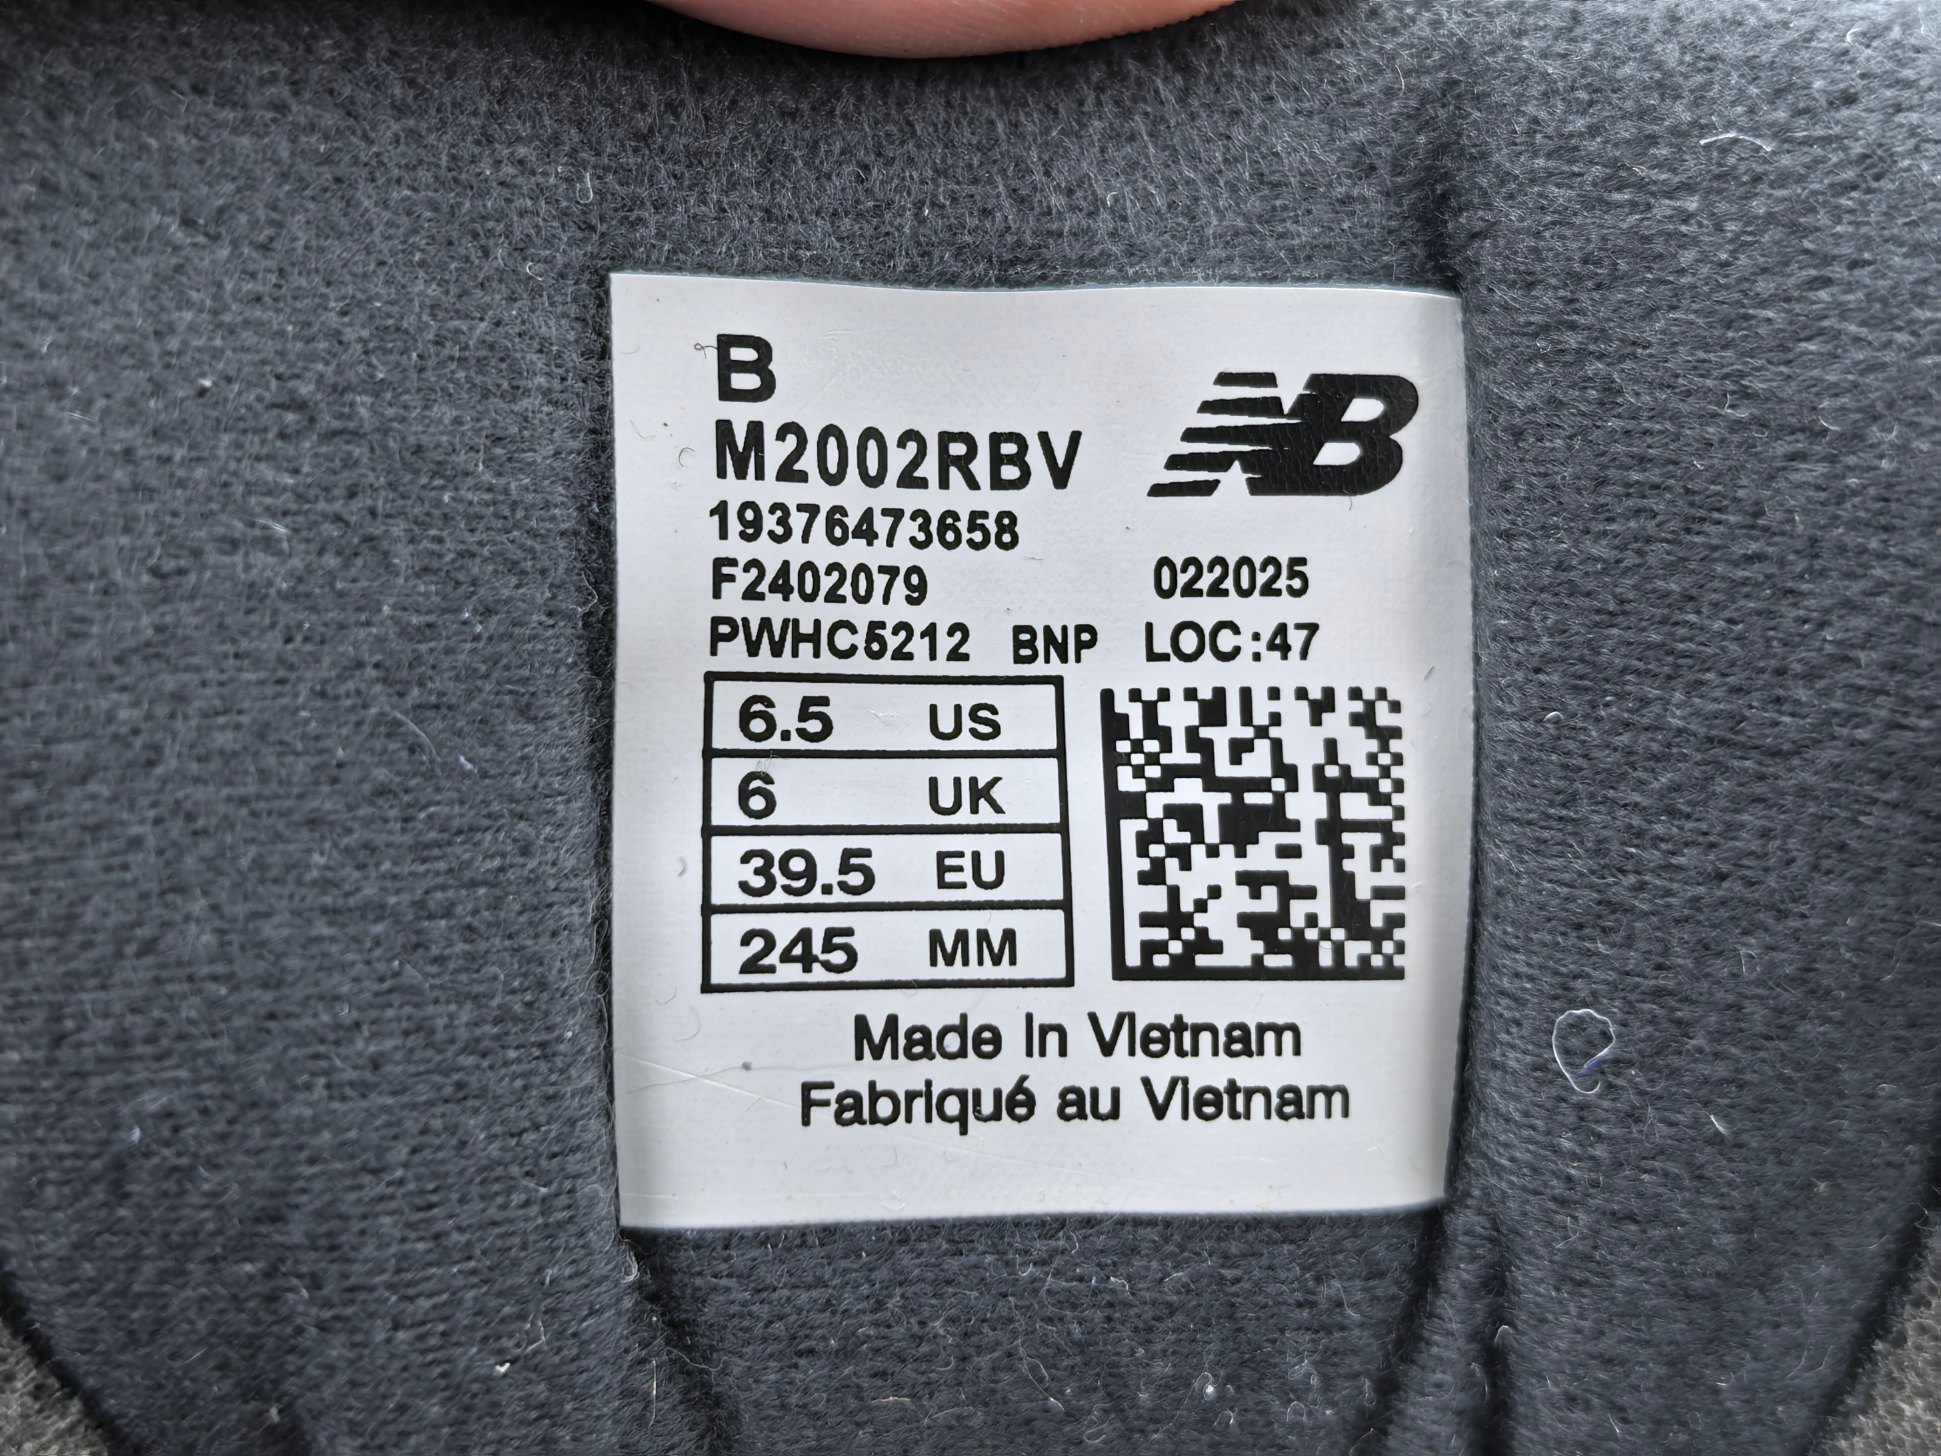 B
M2002RBV
NB
19376473658
F2402079 022025
PWHC5212 BNP LOC:47
6.5 US
6 UK
39.5 EU
245 MM
Made In Vietnam
Fabriqué au Vietnam